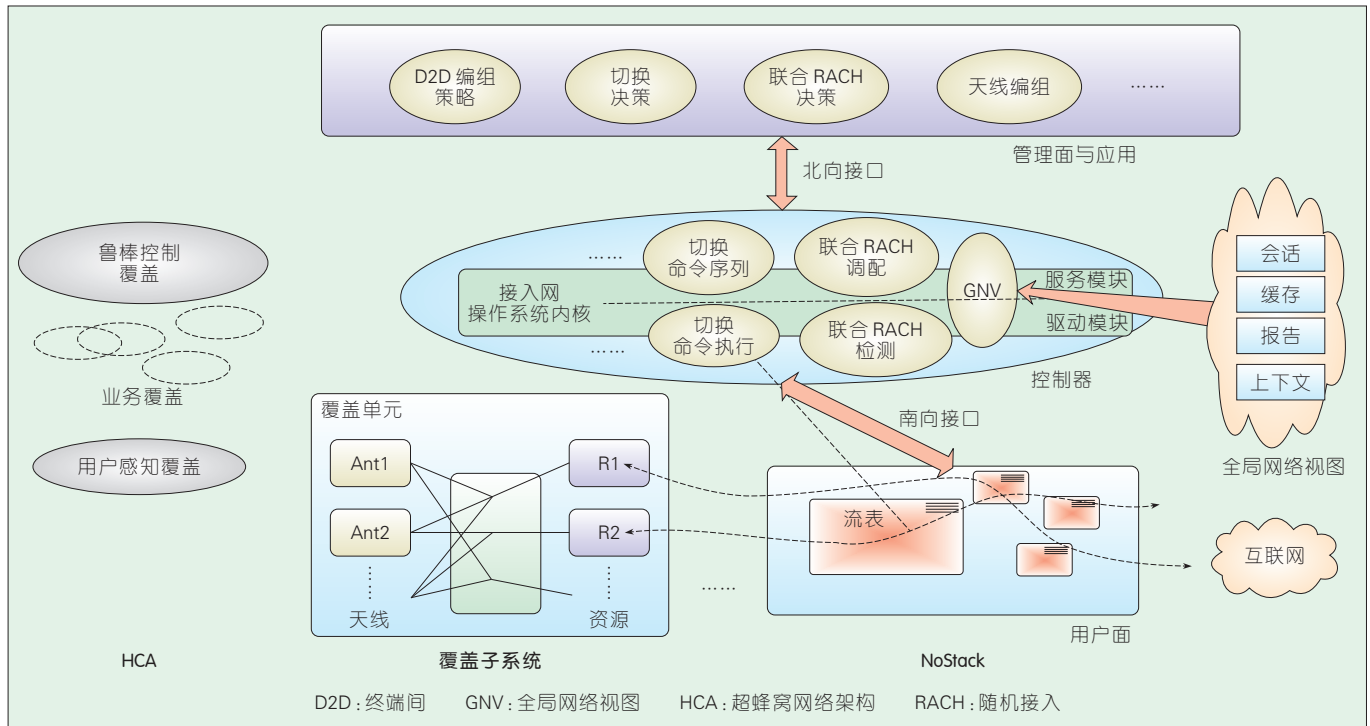 D2D 编组
策略
切换
决策
联合 RACH
决策
天线编组
……
管理面与应用
北向接口
鲁棒控制
覆盖
业务覆盖
用户感知覆盖
……
切换
命令序列
联合 RACH
调配
GNV
服务模块
接入网
操作系统内核
驱动模块
……
切换
命令执行
联合 RACH
检测
控制器
会话
缓存
报告
上下文
全局网络视图
南向接口
覆盖单元
Ant1
Ant2
……
天线
R1
R2
……
资源
……
流表
用户面
互联网
HCA
覆盖子系统
NoStack
D2D：终端间 GNV：全局网络视图 HCA：超蜂窝网络架构 RACH：随机接入